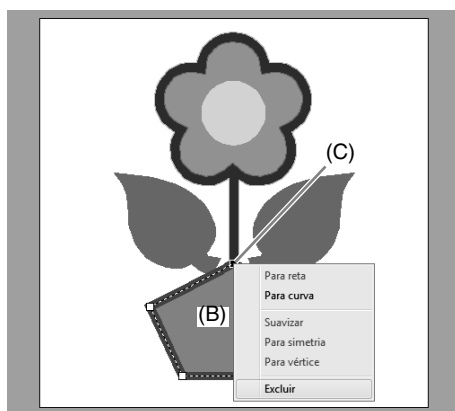 (C)
(B)
Para reta
Para curva
Suavizar
Para simetria
Para vértice
Excluir